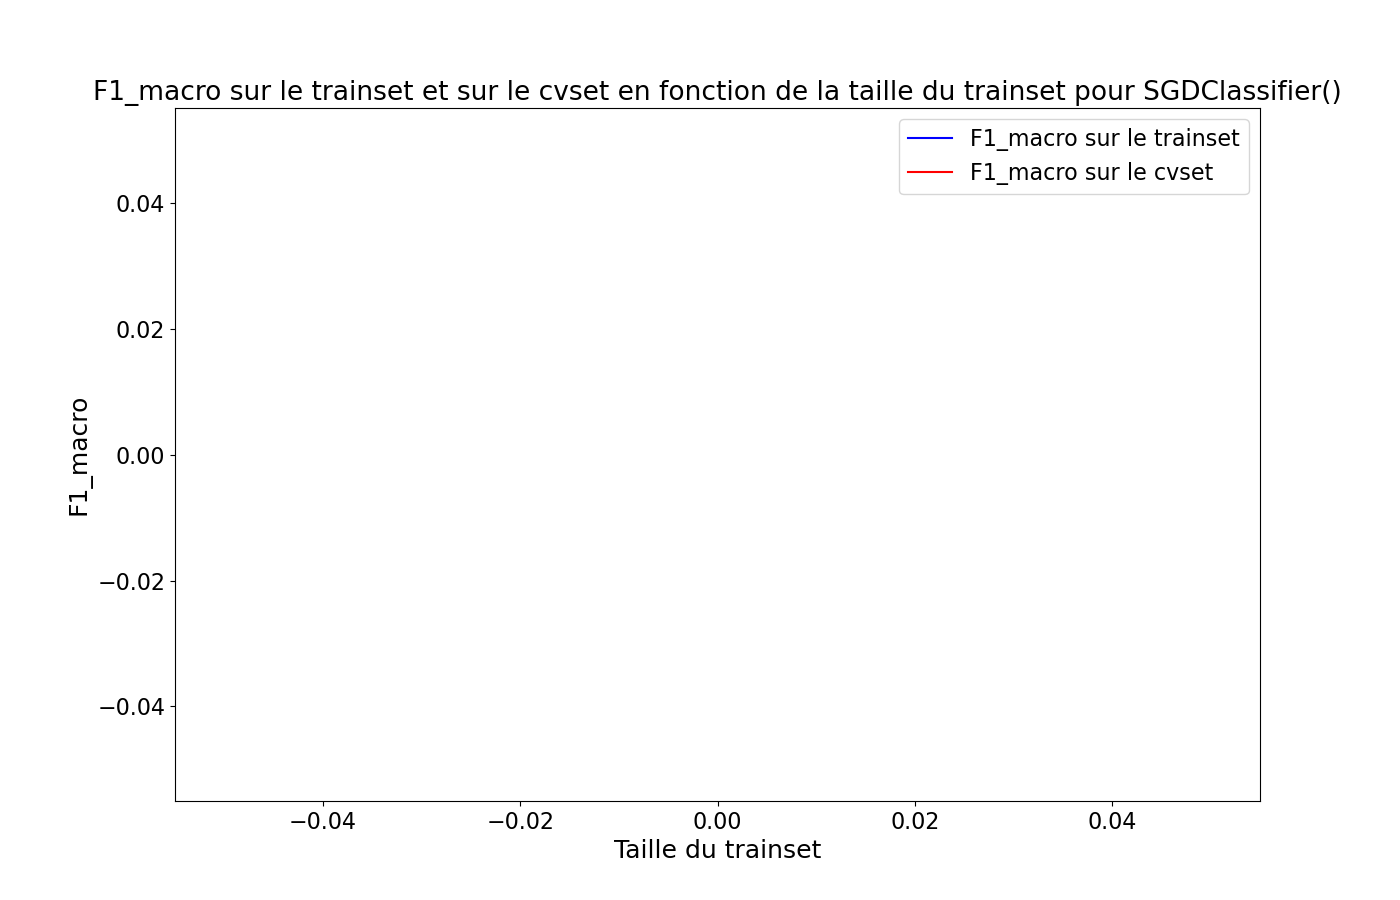 F1_macro sur le trainset et sur le cvset en fonction de la taille du trainset pour SGDClassifier()
F1_macro sur le trainset
F1_macro sur le cvset
0.04
0.02
0.00
−0.02
−0.04
F1_macro
−0.04
−0.02
0.00
0.02
0.04
Taille du trainset